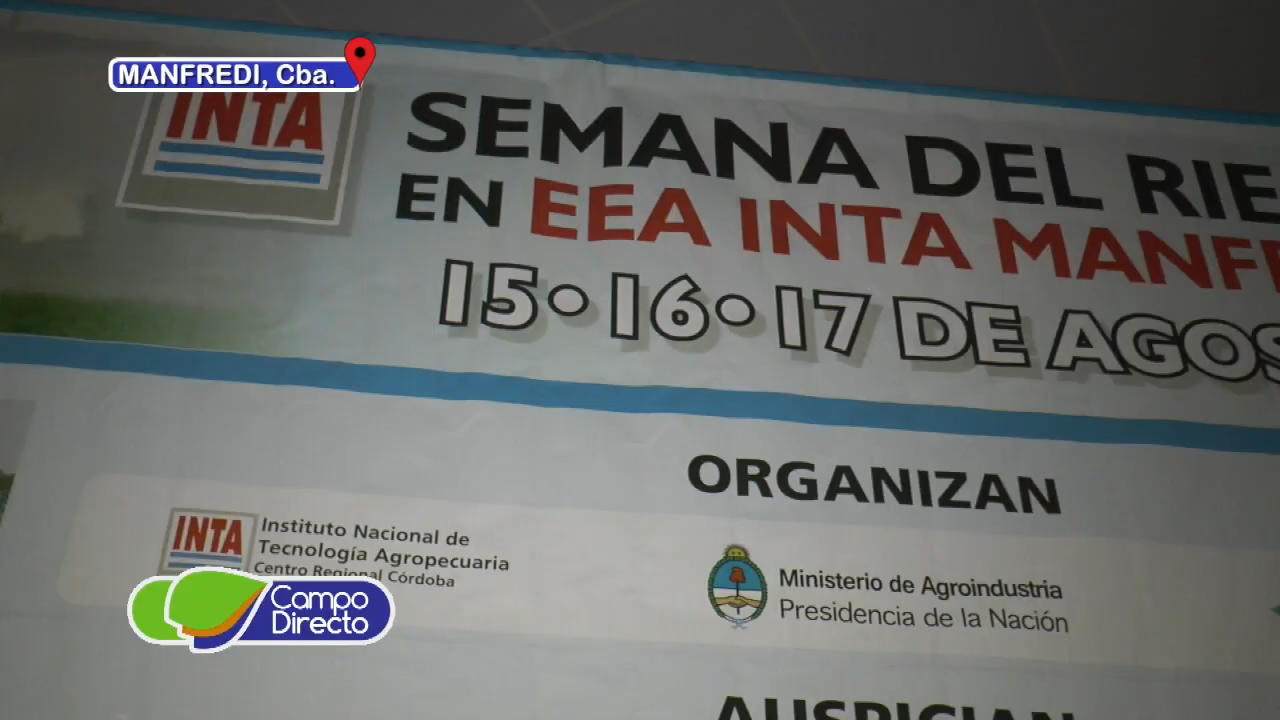 MANFREDI, Cba.
INTA
SEMANA DEL RIE
EN EEA INTA MANF
15·16·17 DE AGOS
ORGANIZAN
INTA
Instituto Nacional de
Tecnología Agropecuaria
Centro Regional Córdoba
Ministerio de Agroindustria
Presidencia de la Nación
Campo
Directo
AUSPICIAN